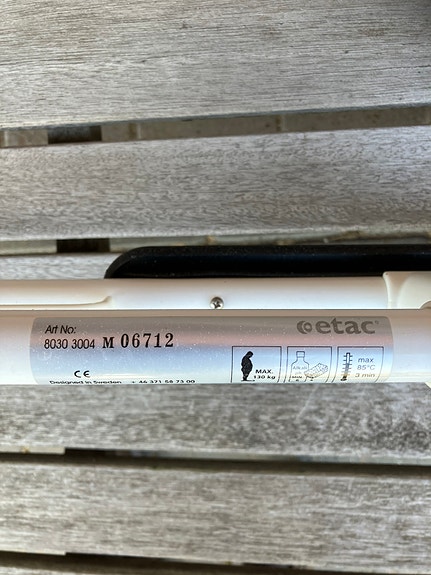 Art No:
8030 3004 M 06712
etac
MAX.
130 kg
max
85°C
3 min
CE
Designed in Sweden + 46 371 58 73 00